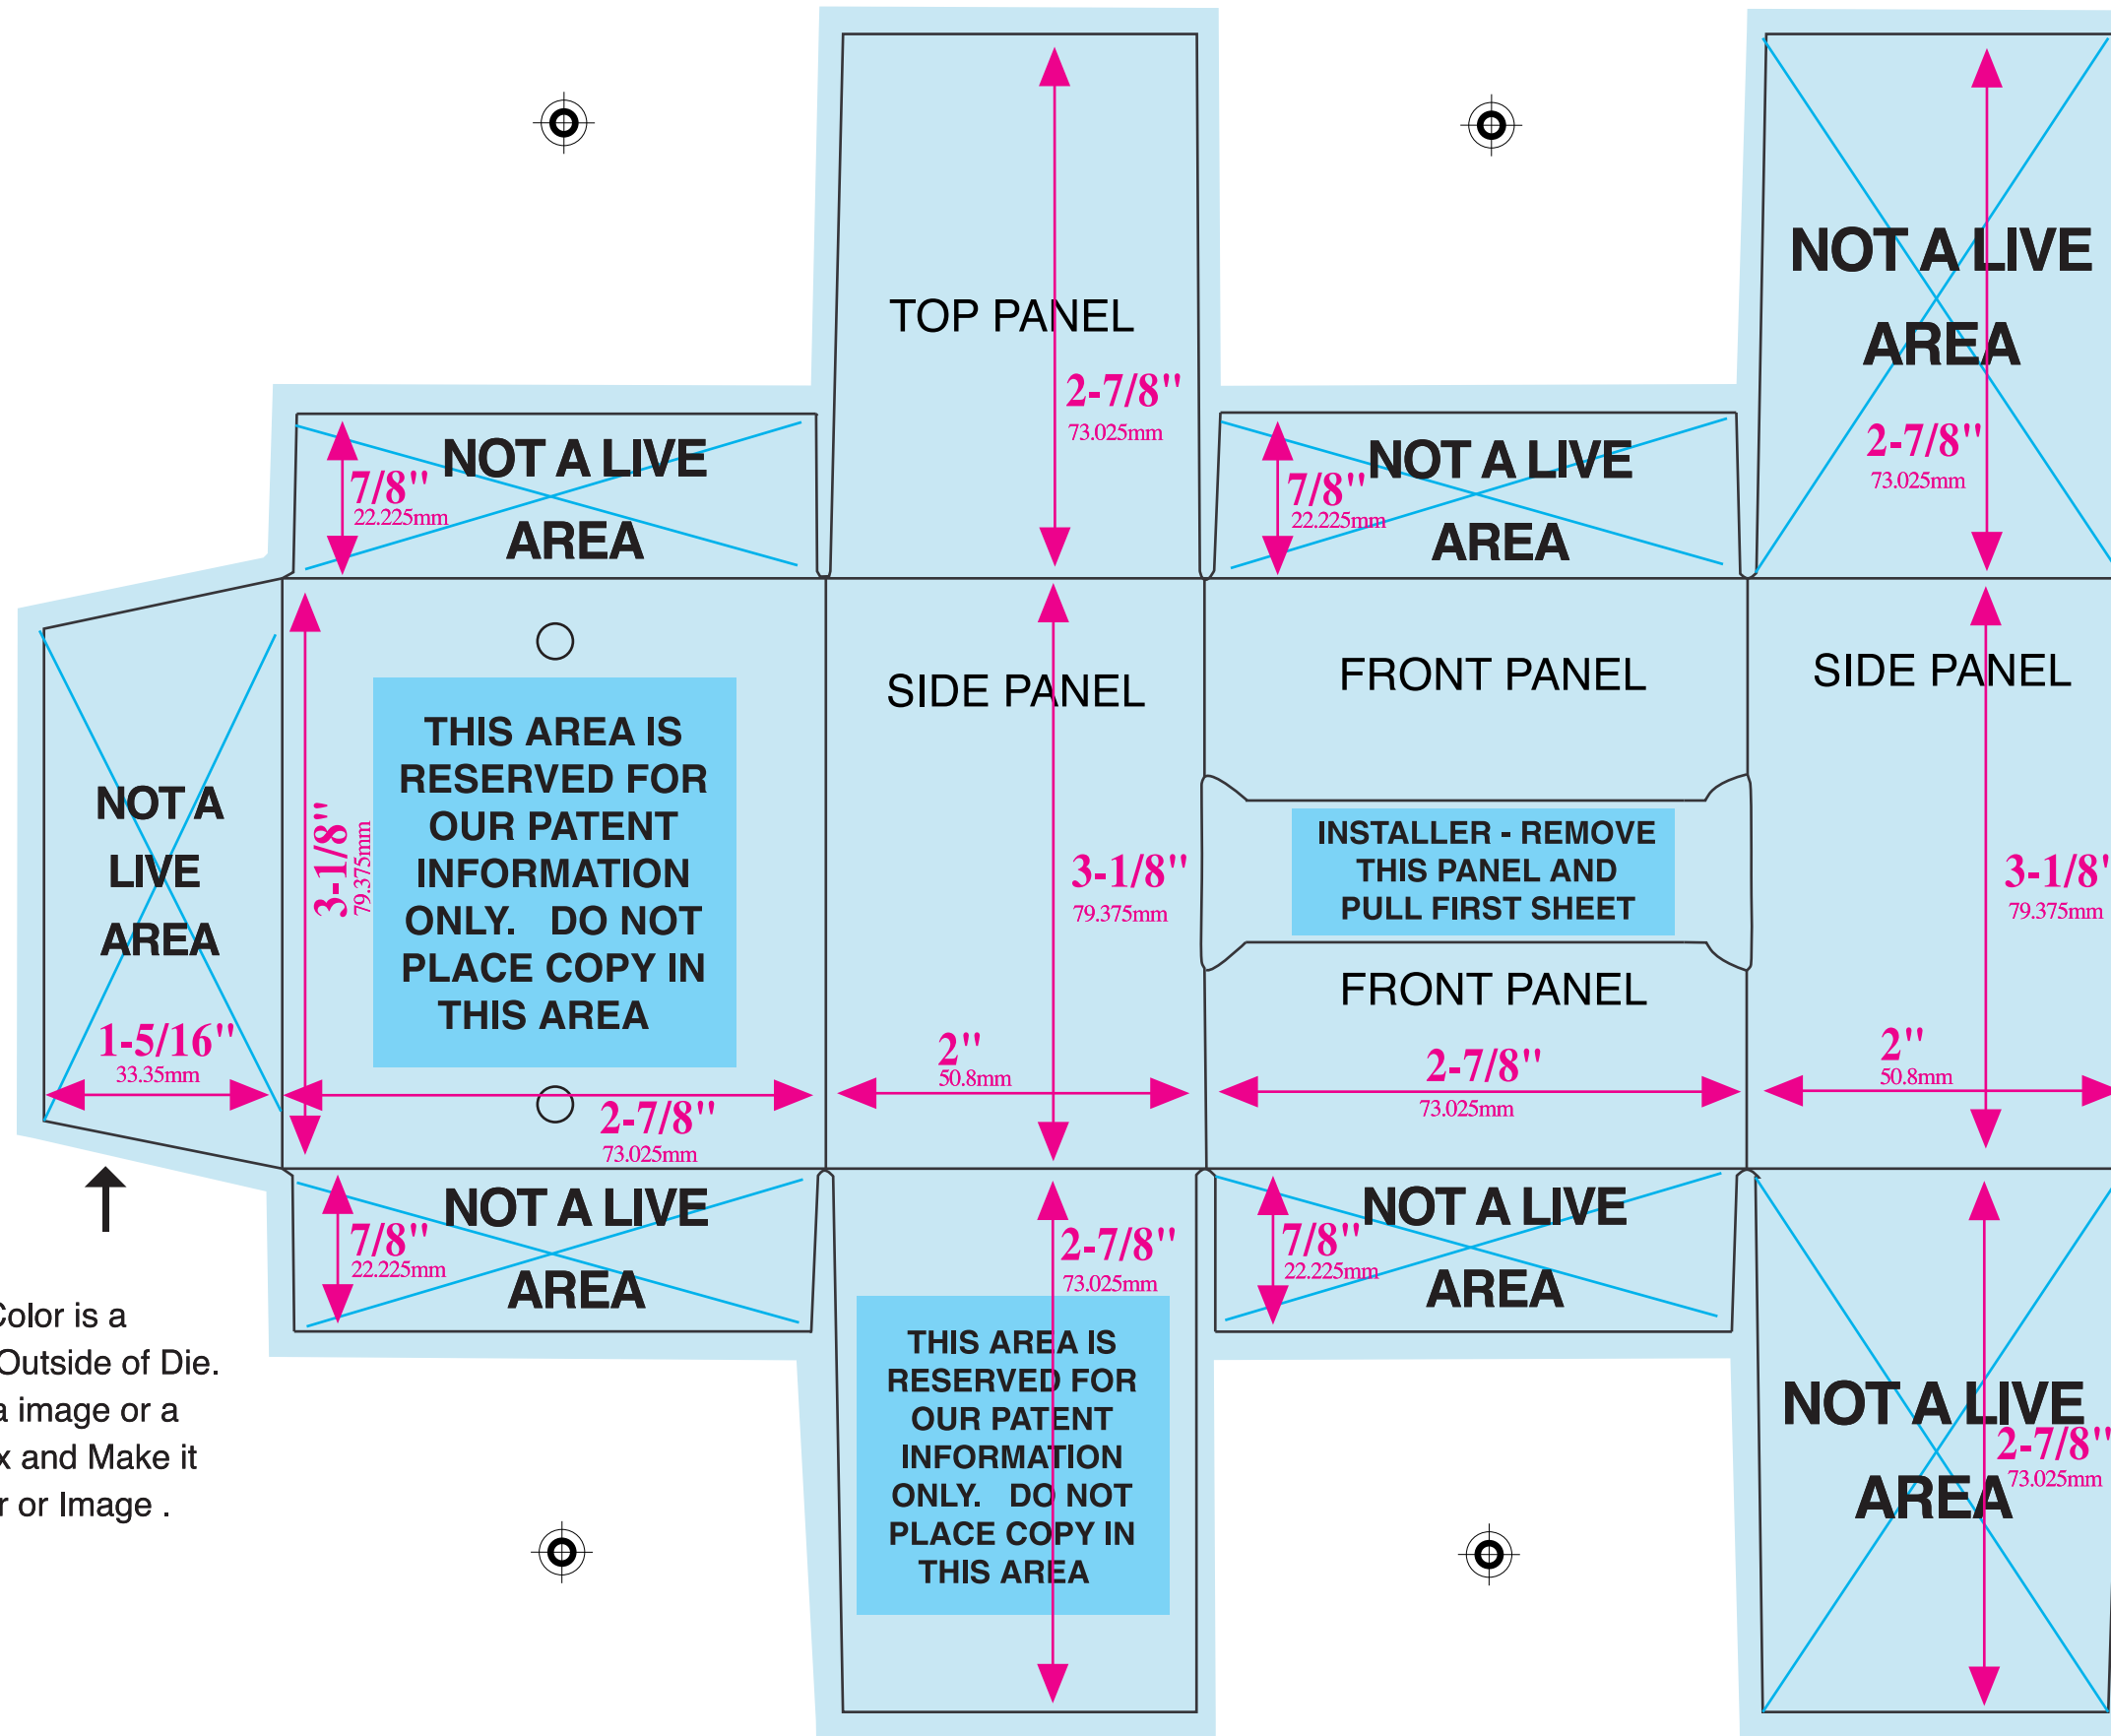 TOP PANEL
2-7/8"
73.025mm
NOT A LIVE
AREA
2-7/8"
73.025mm
NOT A LIVE
AREA
7/8"
22.225mm
NOT A LIVE
AREA
7/8"
22.225mm
NOT A
LIVE
AREA
1-5/16"
33.35mm
3-1/8"
79.375mm
THIS AREA IS
RESERVED FOR
OUR PATENT
INFORMATION
ONLY. DO NOT
PLACE COPY IN
THIS AREA
2-7/8"
73.025mm
SIDE PANEL
3-1/8"
79.375mm
2"
50.8mm
FRONT PANEL
INSTALLER - REMOVE
THIS PANEL AND
PULL FIRST SHEET
FRONT PANEL
2-7/8"
73.025mm
SIDE PANEL
3-1/8"
79.375mm
2"
50.8mm
NOT A LIVE
AREA
7/8"
22.225mm
2-7/8"
73.025mm
THIS AREA IS
RESERVED FOR
OUR PATENT
INFORMATION
ONLY. DO NOT
PLACE COPY IN
THIS AREA
NOT A LIVE
AREA
7/8"
22.225mm
NOT A LIVE
AREA
2-7/8"
73.025mm
Color is a
Outside of Die.
a image or a
x and Make it
r or Image .